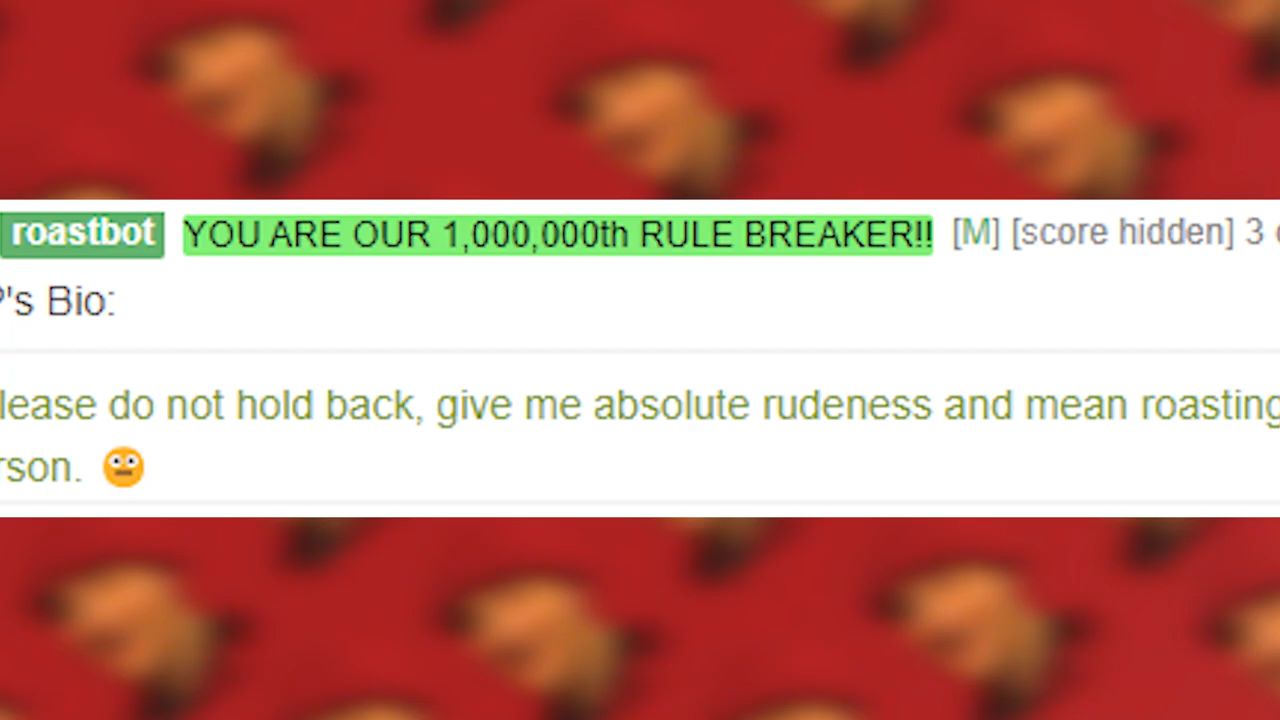 roastbot YOU ARE OUR 1,000,000th RULE BREAKER!! [M] [score hidden] 3
's Bio:
lease do not hold back, give me absolute rudeness and mean roasting
rson.